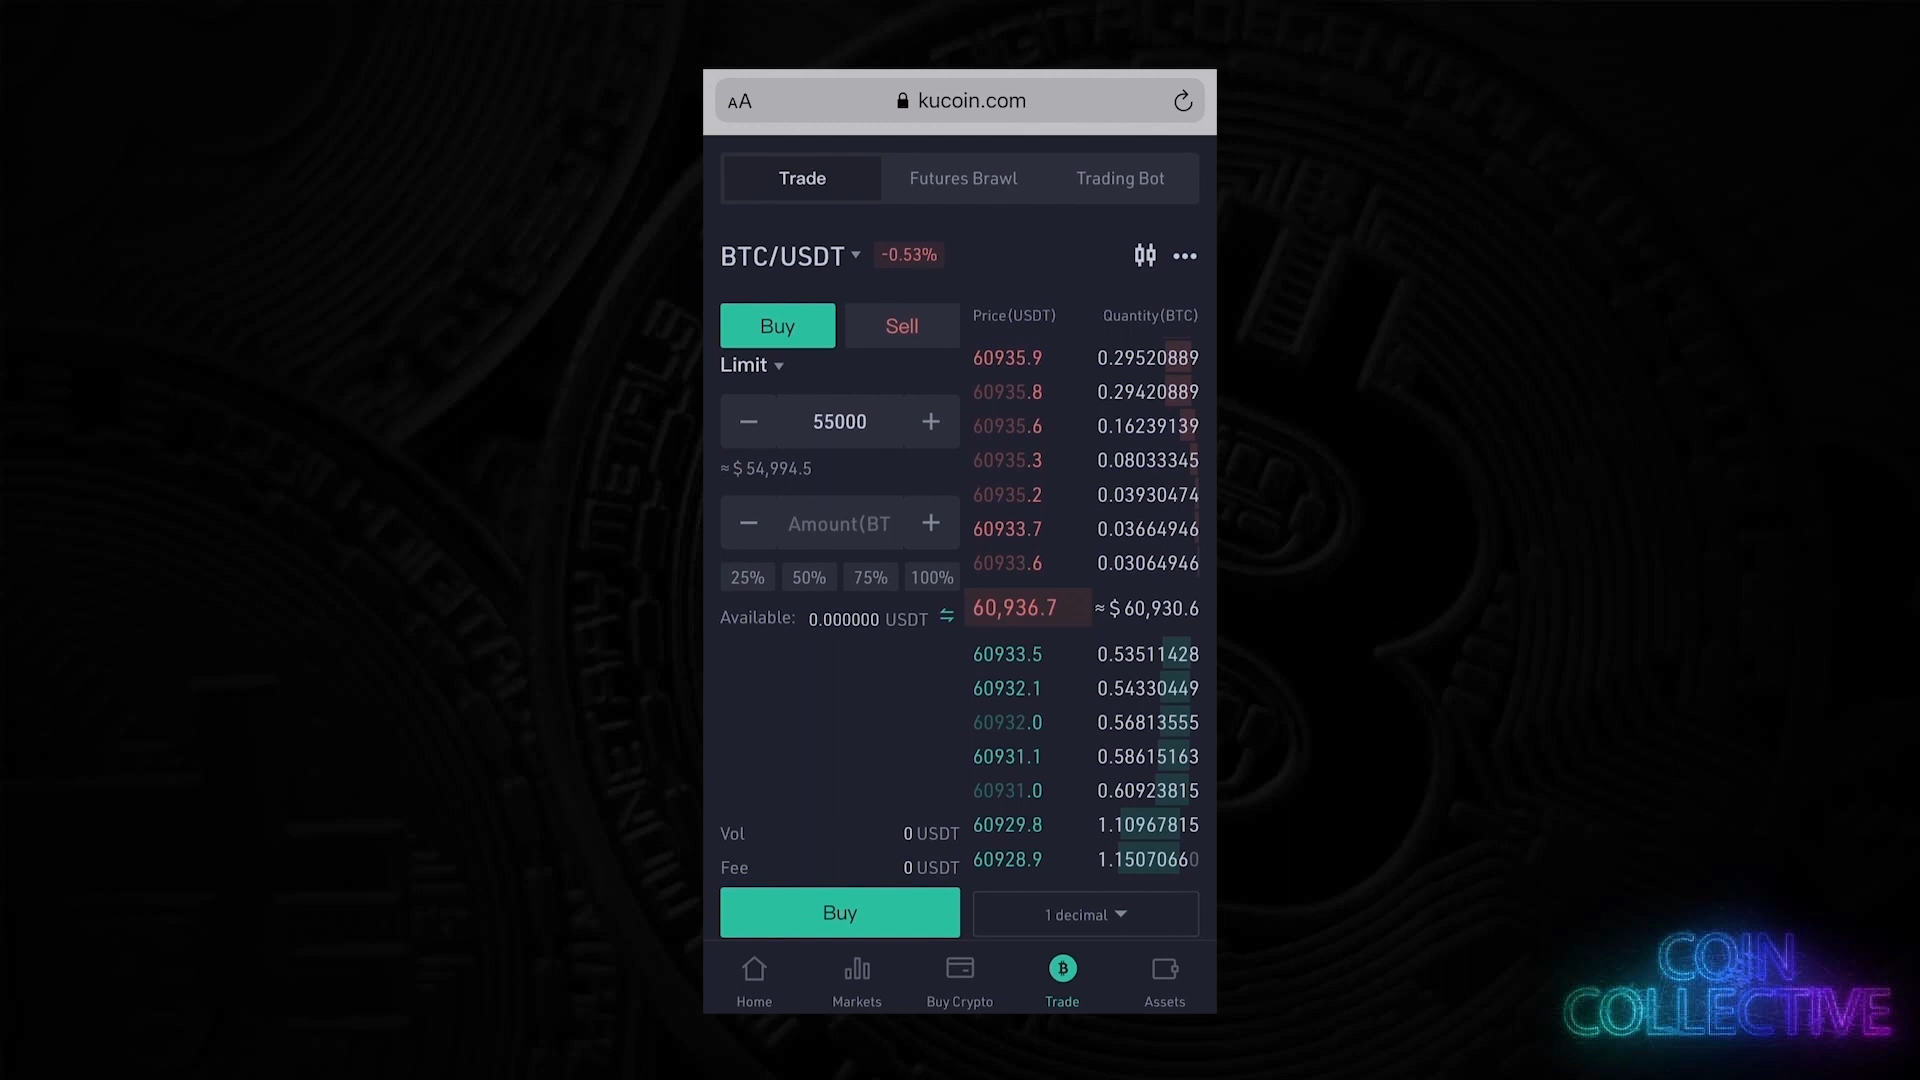 AA kucoin.com
Trade Futures Brawl Trading Bot
BTC/USDT -0.53%
Buy Sell
Limit
55000
≈ $ 54,994.5
Amount(BT
25% 50% 75% 100%
Available: 0.000000 USDT
Vol 0 USDT
Fee 0 USDT
Buy
Price(USDT) Quantity(BTC)
60935.9 0.29520889
60935.8 0.29420889
60935.6 0.16239139
60935.3 0.08033345
60935.2 0.03930474
60933.7 0.03664946
60933.6 0.03064946
60,936.7 ≈ $ 60,930.6
60933.5 0.53511428
60932.1 0.54330449
60932.0 0.56813555
60931.1 0.58615163
60931.0 0.60923815
60929.8 1.10967815
60928.9 1.15070660
1 decimal
Home Markets Buy Crypto Trade Assets
COIN
COLLECTIVE